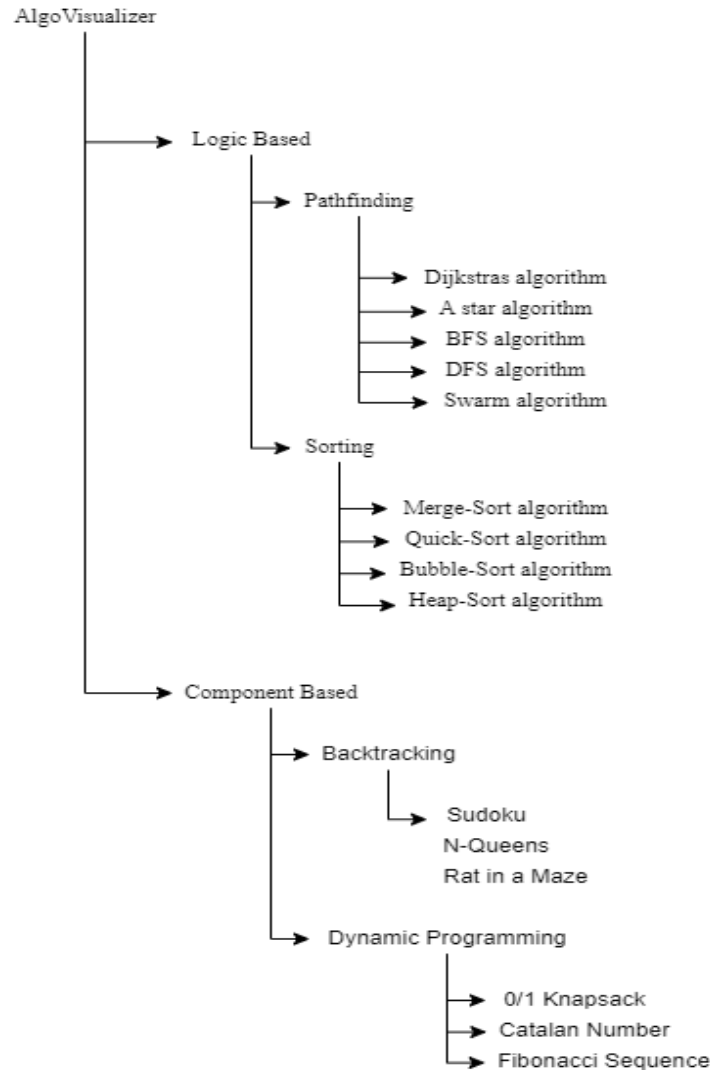 AlgoVisualizer
Logic Based
Pathfinding
Dijkstras algorithm
A star algorithm
BFS algorithm
DFS algorithm
Swarm algorithm
Sorting
Merge-Sort algorithm
Quick-Sort algorithm
Bubble-Sort algorithm
Heap-Sort algorithm
Component Based
Backtracking
Sudoku
N-Queens
Rat in a Maze
Dynamic Programming
0/1 Knapsack
Catalan Number
Fibonacci Sequence